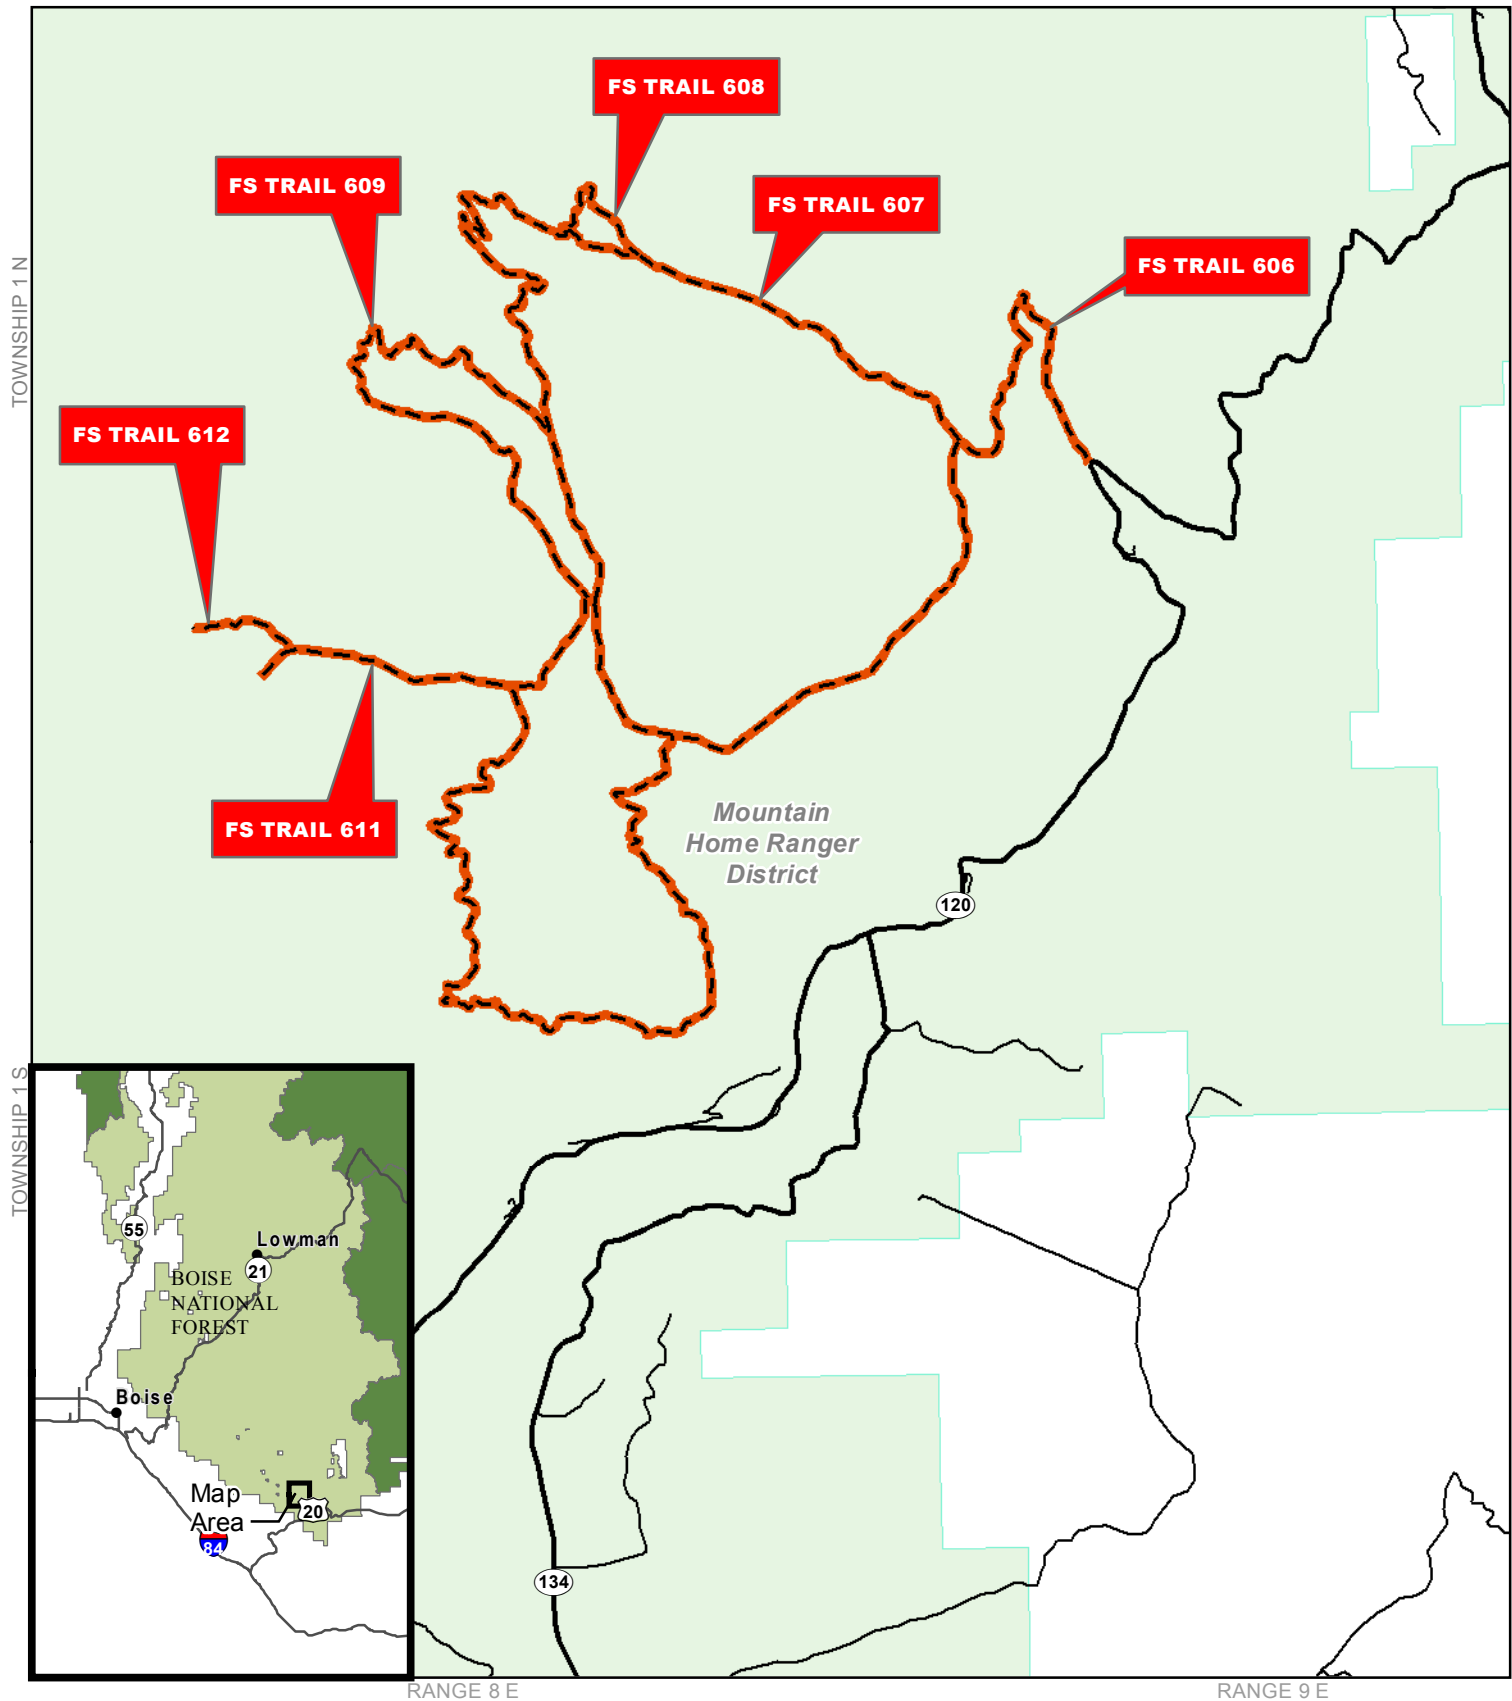 FS TRAIL 608
FS TRAIL 609
FS TRAIL 607
FS TRAIL 606
TOWNSHIP 1 N
FS TRAIL 612
FS TRAIL 611
Mountain
Home Ranger
District
120
TOWNSHIP 1 S
55
Lowman
21
BOISE
NATIONAL
FOREST
Boise
Map
Area
20
84
134
RANGE 8 E
RANGE 9 E